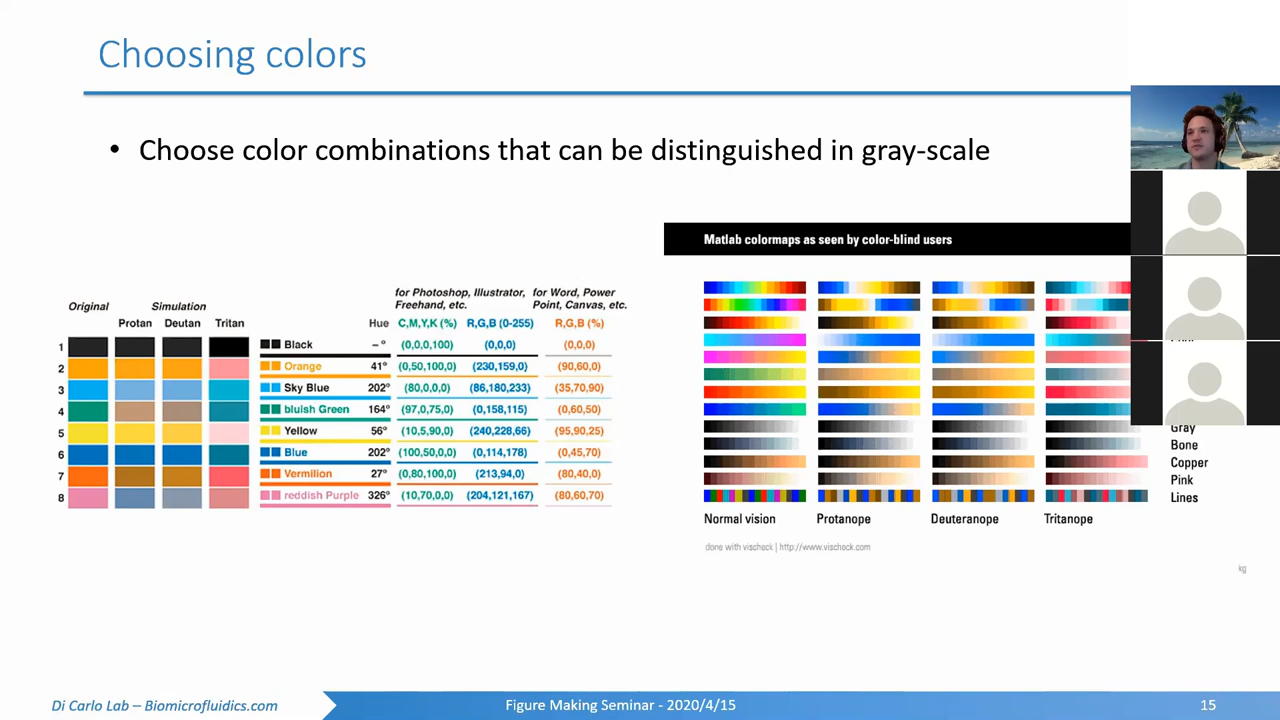 Choosing colors
• Choose color combinations that can be distinguished in gray-scale
Original Simulation
Protan Deutan Tritan
for Photoshop, Illustrator, Freehand, etc.
for Word, Power Point, Canvas, etc.
Hue C,M,Y,K (%) R,G,B (0-255) R,G,B (%)
1 Black – ° (0,0,0,100) (0,0,0) (0,0,0)
2 Orange 41° (0,50,100,0) (230,159,0) (90,60,0)
3 Sky Blue 202° (80,0,0,0) (86,180,233) (35,70,90)
4 bluish Green 164° (97,0,75,0) (0,158,115) (0,60,50)
5 Yellow 56° (10,5,90,0) (240,228,66) (95,90,25)
6 Blue 202° (100,50,0,0) (0,114,178) (0,45,70)
7 Vermilion 27° (0,80,100,0) (213,94,0) (80,40,0)
8 reddish Purple 326° (10,70,0,0) (204,121,167) (80,60,70)
Matlab colormaps as seen by color-blind users
Gray
Bone
Copper
Pink
Lines
Normal vision Protanope Deuteranope Tritanope
done with vischeck | http://www.vischeck.com
kg
Di Carlo Lab – Biomicrofluidics.com
Figure Making Seminar - 2020/4/15
15